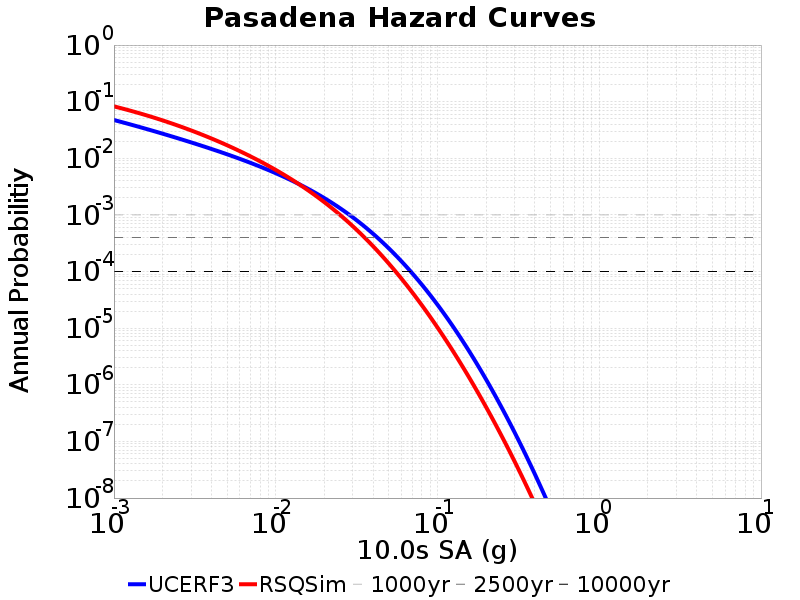 Pasadena Hazard Curves
Annual Probabilitiy
10^0
10^-1
10^-2
10^-3
10^-4
10^-5
10^-6
10^-7
10^-8
10^-3 10^-2 10^-1 10^0 10^1
10.0s SA (g)
UCERF3 RSQSim 1000yr 2500yr 10000yr